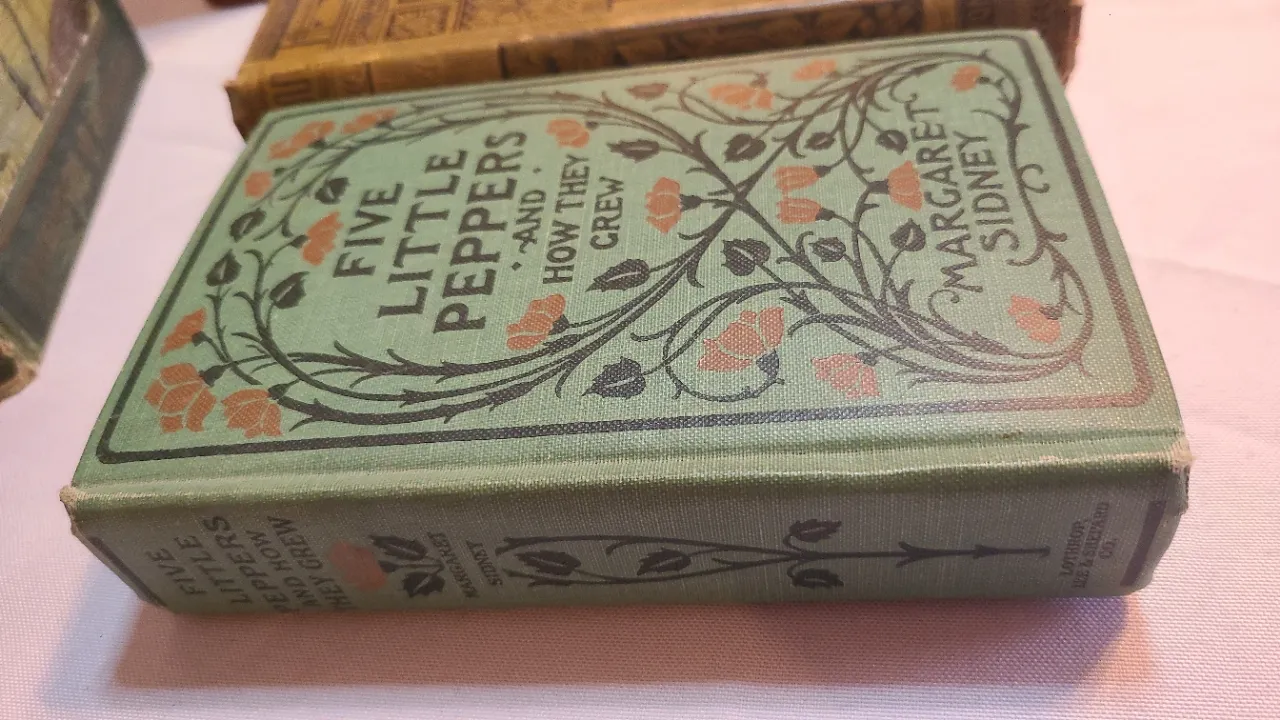 FIVE
LITTLE
PEPPERS
· AND ·
HOW THEY
GREW
MARGARET
SIDNEY
FIVE
LITTLE
PEPPERS
AND HOW
THEY GREW
MARGARET
SIDNEY
LOTHROP,
LEE & SHEPARD
CO.